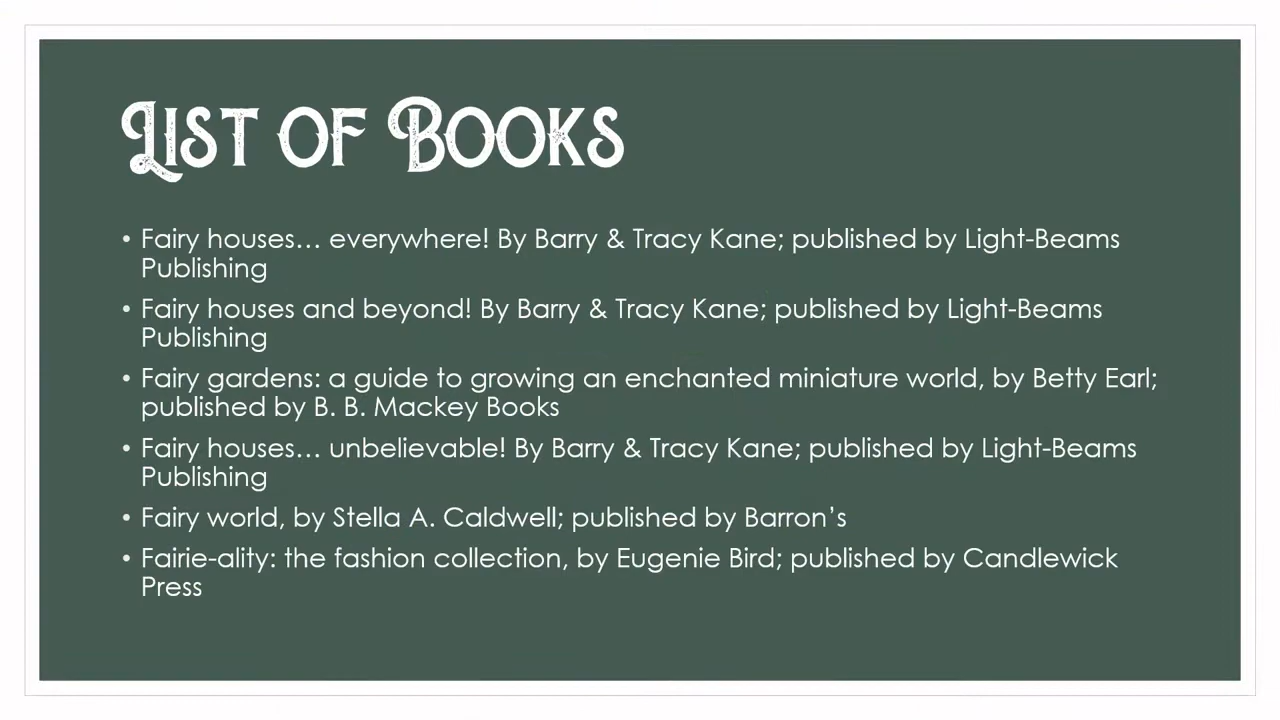 List of Books
• Fairy houses… everywhere! By Barry & Tracy Kane; published by Light-Beams
Publishing
• Fairy houses and beyond! By Barry & Tracy Kane; published by Light-Beams
Publishing
• Fairy gardens: a guide to growing an enchanted miniature world, by Betty Earl;
published by B. B. Mackey Books
• Fairy houses… unbelievable! By Barry & Tracy Kane; published by Light-Beams
Publishing
• Fairy world, by Stella A. Caldwell; published by Barron’s
• Fairie-ality: the fashion collection, by Eugenie Bird; published by Candlewick
Press